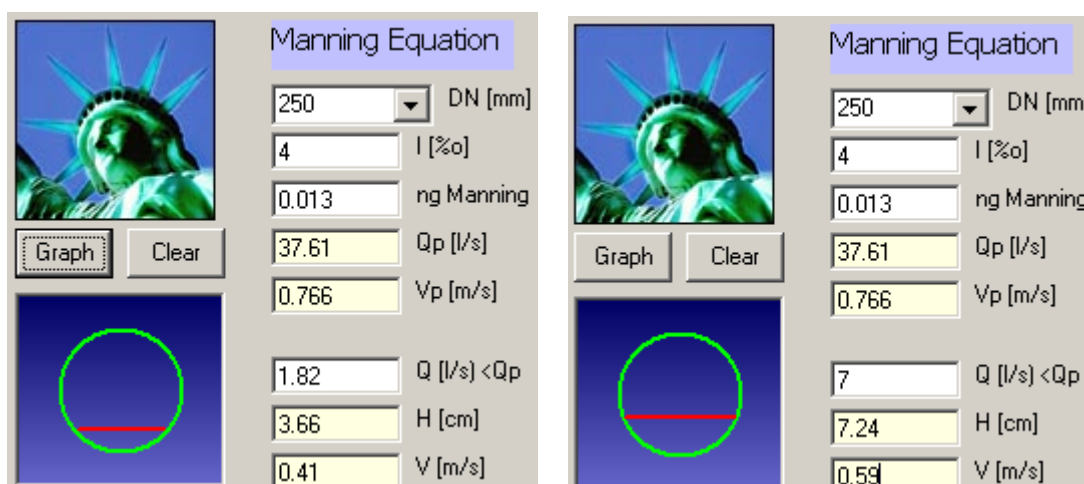 Manning Equation
250 DN [mm]
4 I [%o]
0.013 ng Manning
Graph Clear 37.61 Qp [l/s]
0.766 Vp [m/s]
1.82 Q [l/s) <Qp
3.66 H [cm]
0.41 V [m/s]
Manning Equation
250 DN [mm
4 I [%o]
0.013 ng Manning
Graph Clear 37.61 Qp [l/s]
0.766 Vp [m/s]
7 Q [l/s) <Qp
7.24 H [cm]
0.59 V [m/s]